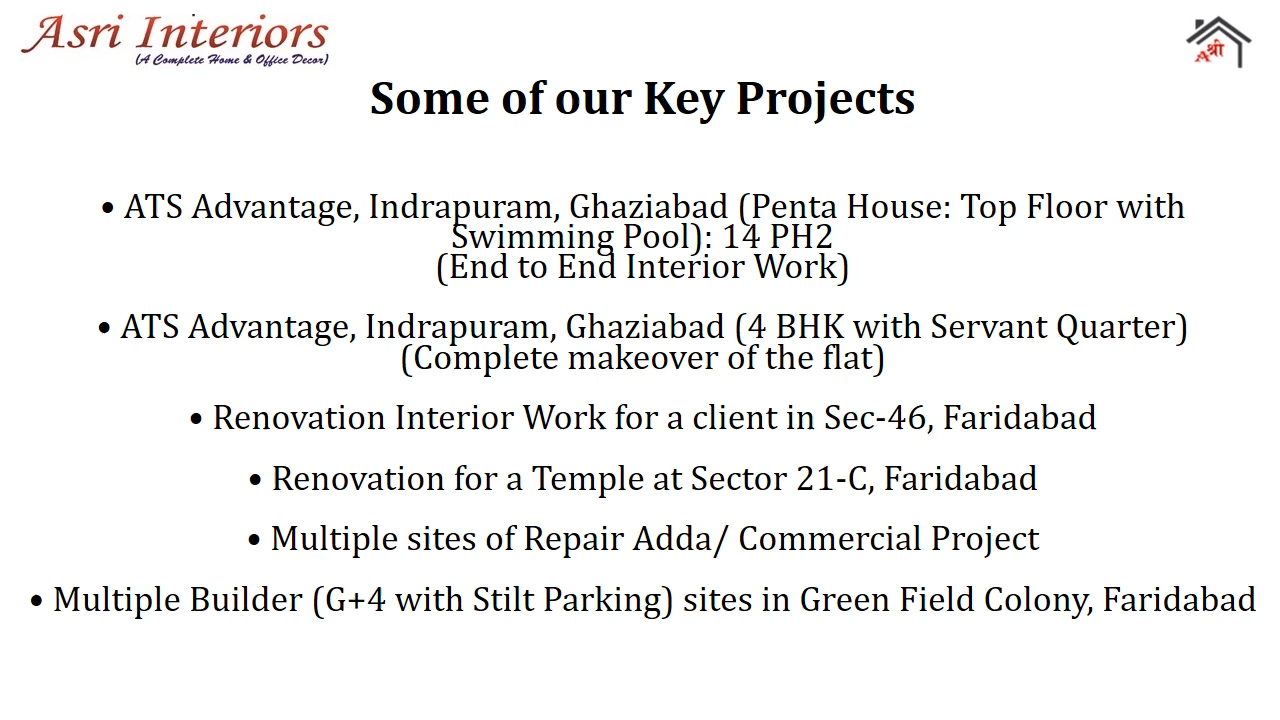 Asri Interiors
(A Complete Home & Office Decor)
Aश्री
Some of our Key Projects
• ATS Advantage, Indrapuram, Ghaziabad (Penta House: Top Floor with
Swimming Pool): 14 PH2
(End to End Interior Work)
• ATS Advantage, Indrapuram, Ghaziabad (4 BHK with Servant Quarter)
(Complete makeover of the flat)
• Renovation Interior Work for a client in Sec-46, Faridabad
• Renovation for a Temple at Sector 21-C, Faridabad
• Multiple sites of Repair Adda/ Commercial Project
• Multiple Builder (G+4 with Stilt Parking) sites in Green Field Colony, Faridabad